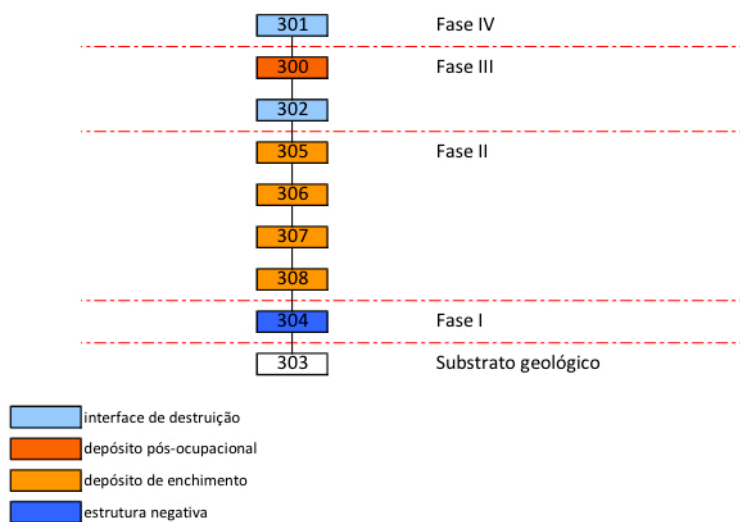 301 Fase IV
300 Fase III
302
305 Fase II
306
307
308
304 Fase I
303 Substrato geológico
interface de destruição
depósito pós-ocupacional
depósito de enchimento
estrutura negativa